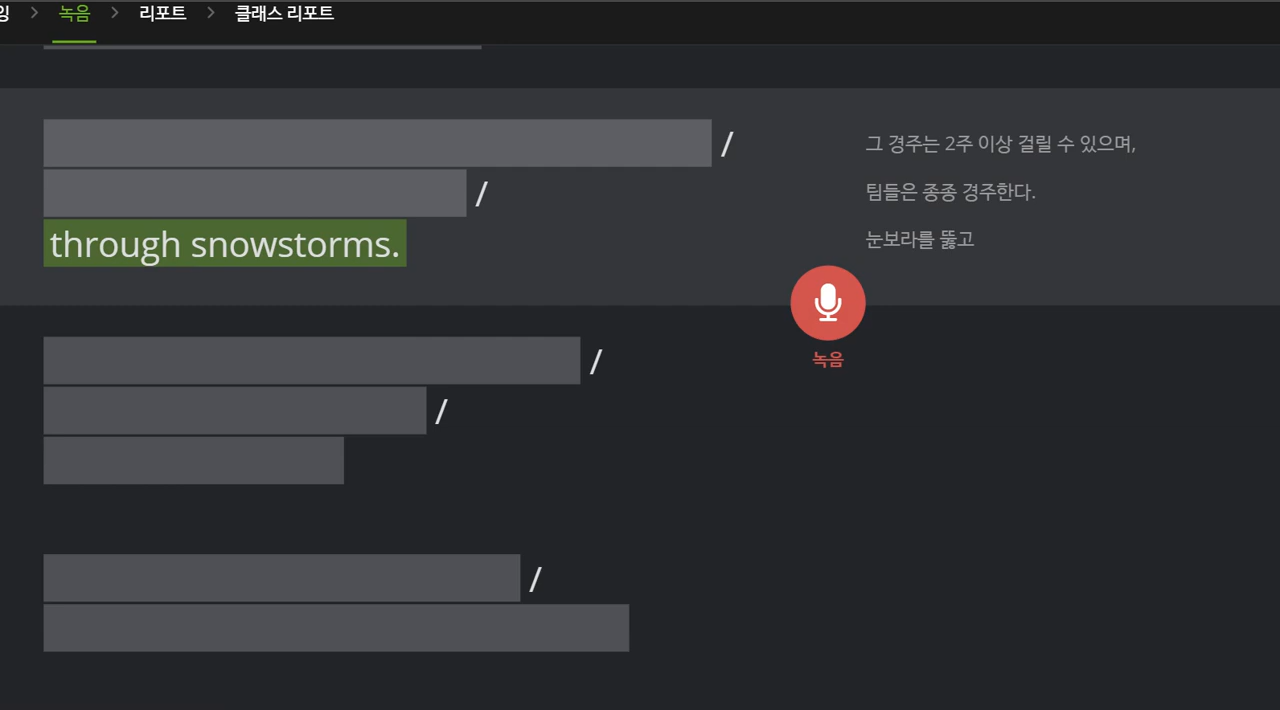 잉 > 녹음 > 리포트 > 클래스 리포트
/
그 경주는 2주 이상 걸릴 수 있으며,
/
팀들은 종종 경주한다.
through snowstorms.
눈보라를 뚫고
녹음
/
/
/